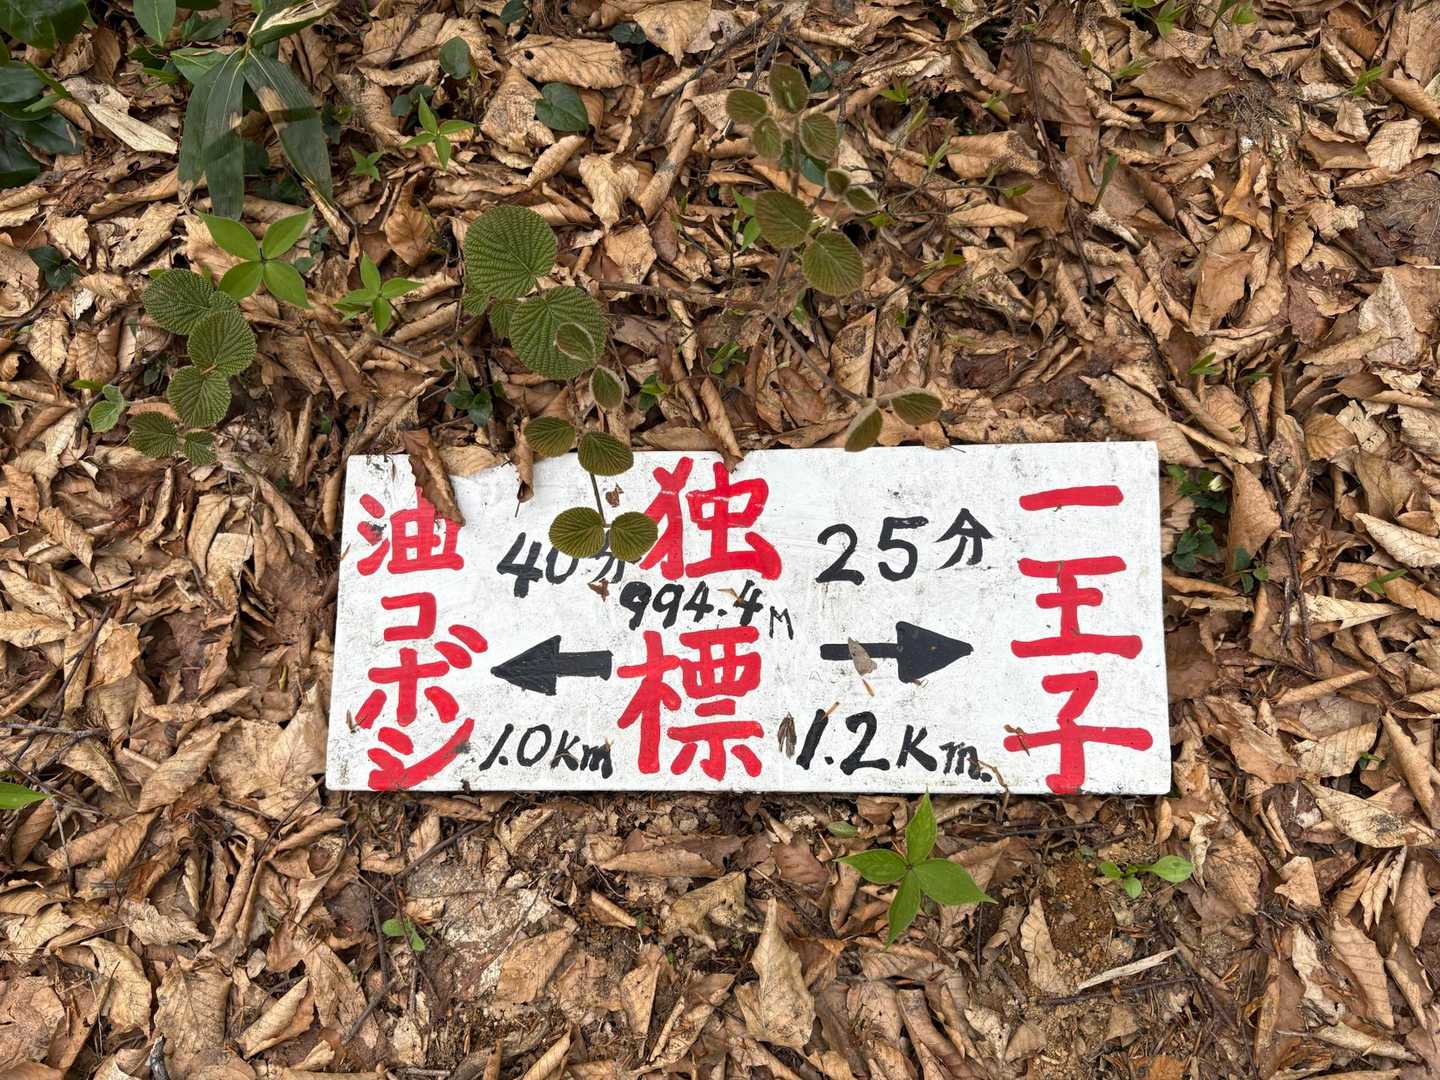 油コボシ
40分
1.0Km
独標
994.4M
25分
1.2Km.
一王子